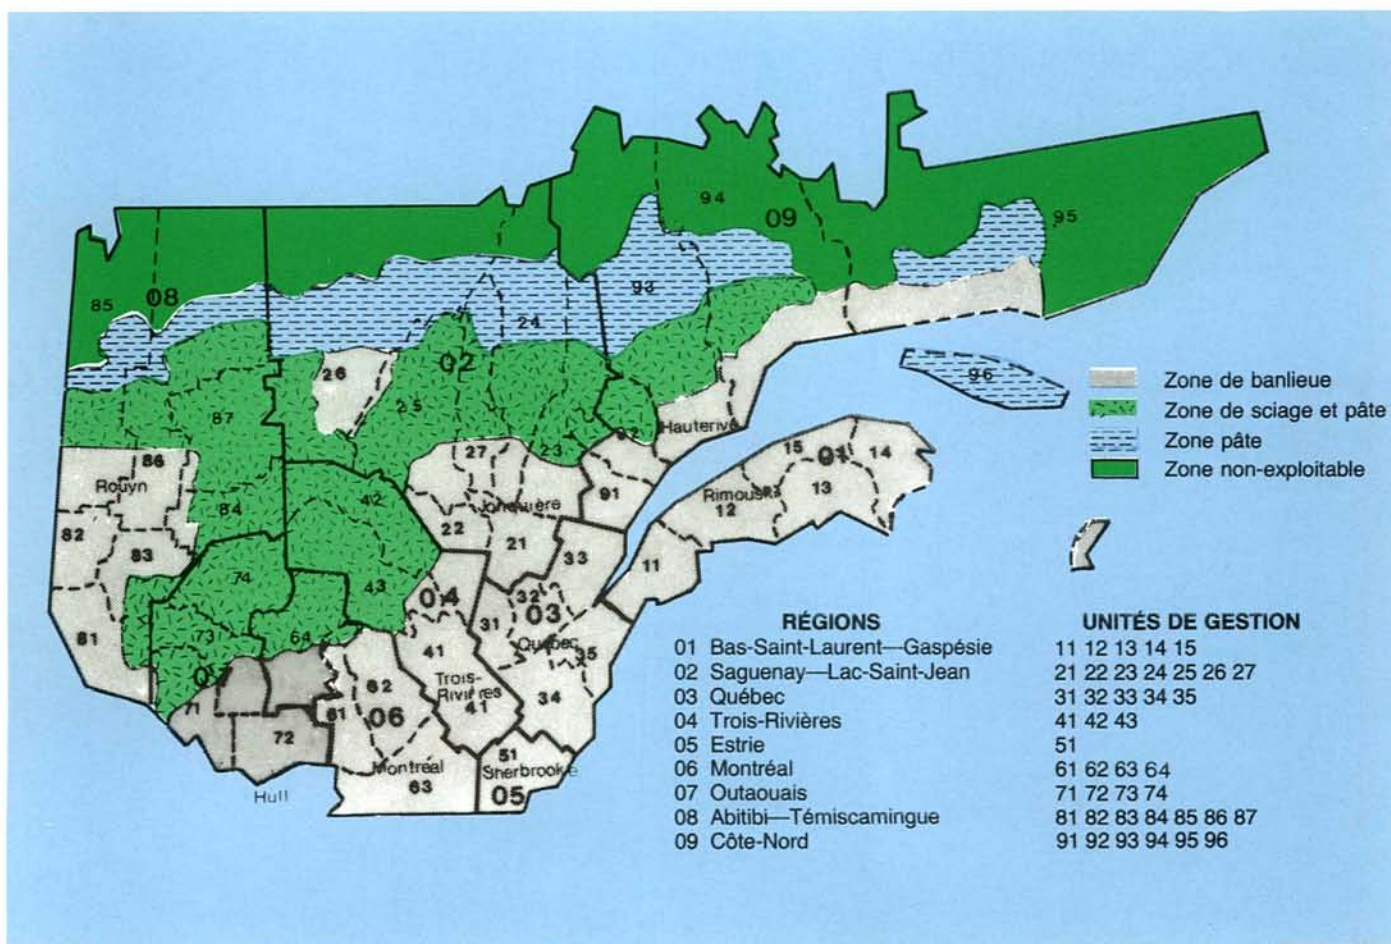 94
09
95
85
08
93
24
96
26
02
25
87
Hauterive
92
86
27
23
15
01
14
Rouyn
42
91
Rimouski
13
12
82
84
22
Jonquière
83
21
33
11
74
43
04
32
03
31
81
73
64
Québec
35
41
Trois-
Rivières
62
34
71
61
06
41
72
51
Montréal
Sherbrooke
63
05
Hull
Zone de banlieue
Zone de sciage et pâte
Zone pâte
Zone non-exploitable
RÉGIONS UNITÉS DE GESTION
01 Bas-Saint-Laurent—Gaspésie 11 12 13 14 15
02 Saguenay—Lac-Saint-Jean 21 22 23 24 25 26 27
03 Québec 31 32 33 34 35
04 Trois-Rivières 41 42 43
05 Estrie 51
06 Montréal 61 62 63 64
07 Outaouais 71 72 73 74
08 Abitibi—Témiscamingue 81 82 83 84 85 86 87
09 Côte-Nord 91 92 93 94 95 96